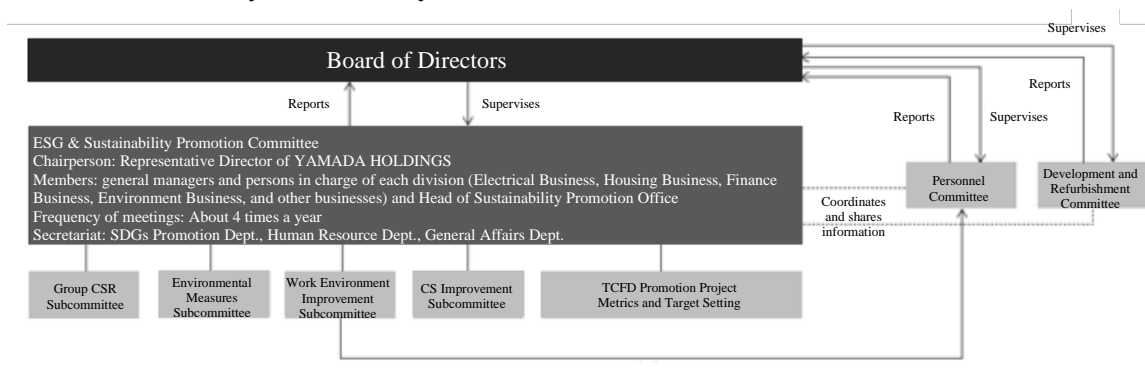 Supervises
Board of Directors
Reports
Reports
Supervises
Reports
Supervises
ESG & Sustainability Promotion Committee
Chairperson: Representative Director of YAMADA HOLDINGS
Members: general managers and persons in charge of each division (Electrical Business, Housing Business, Finance
Business, Environment Business, and other businesses) and Head of Sustainability Promotion Office
Frequency of meetings: About 4 times a year
Secretariat: SDGs Promotion Dept., Human Resource Dept., General Affairs Dept.
Personnel
Committee
Development and
Refurbishment
Committee
Coordinates
and shares
information
Group CSR
Subcommittee
Environmental
Measures
Subcommittee
Work Environment
Improvement
Subcommittee
CS Improvement
Subcommittee
TCFD Promotion Project
Metrics and Target Setting